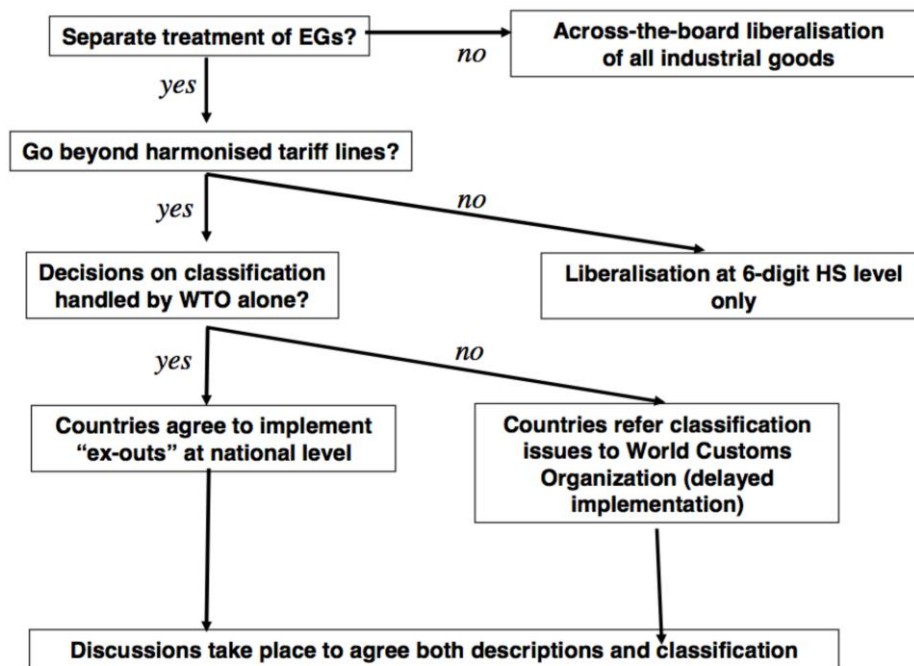 Separate treatment of EGs?
no
Across-the-board liberalisation
of all industrial goods
yes
Go beyond harmonised tariff lines?
yes
no
Decisions on classification
handled by WTO alone?
Liberalisation at 6-digit HS level
only
yes
no
Countries agree to implement
“ex-outs” at national level
Countries refer classification
issues to World Customs
Organization (delayed
implementation)
Discussions take place to agree both descriptions and classification